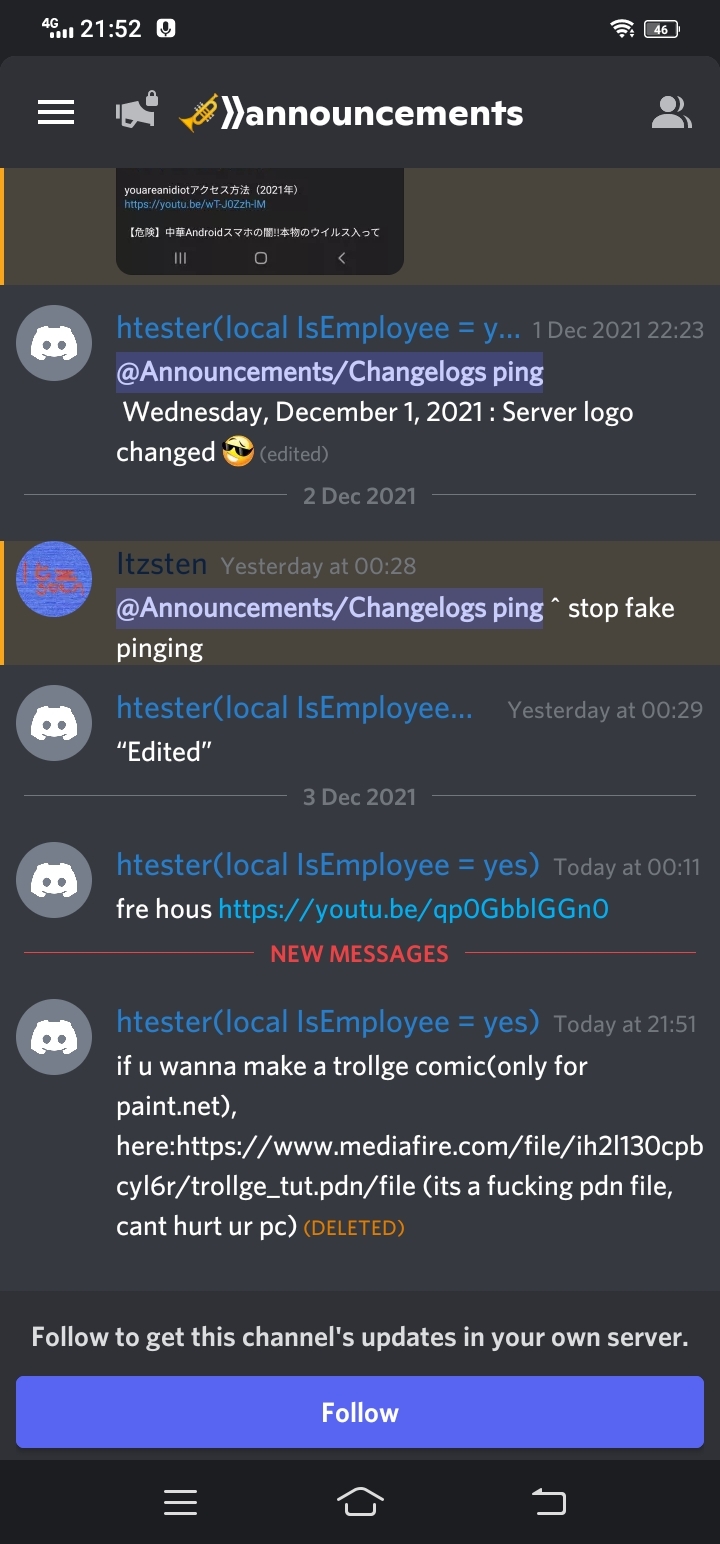 4G 21:52 46
announcements
youareanidiotアクセス方法（2021年）
https://youtu.be/wT-J0Zzh-lM
【危険】中華Androidスマホの闇!!本物のウイルス入って
htester(local IsEmployee = y... 1 Dec 2021 22:23
@Announcements/Changelogs ping
Wednesday, December 1, 2021 : Server logo
changed 😎 (edited)
2 Dec 2021
Itzsten Yesterday at 00:28
@Announcements/Changelogs ping ^ stop fake
pinging
htester(local IsEmployee... Yesterday at 00:29
“Edited”
3 Dec 2021
htester(local IsEmployee = yes) Today at 00:11
fre hous https://youtu.be/qp0GbblGGn0
NEW MESSAGES
htester(local IsEmployee = yes) Today at 21:51
if u wanna make a trollge comic(only for
paint.net),
here:https://www.mediafire.com/file/ih2l130cpb
cyl6r/trollge_tut.pdn/file (its a fucking pdn file,
cant hurt ur pc) (DELETED)
Follow to get this channel's updates in your own server.
Follow